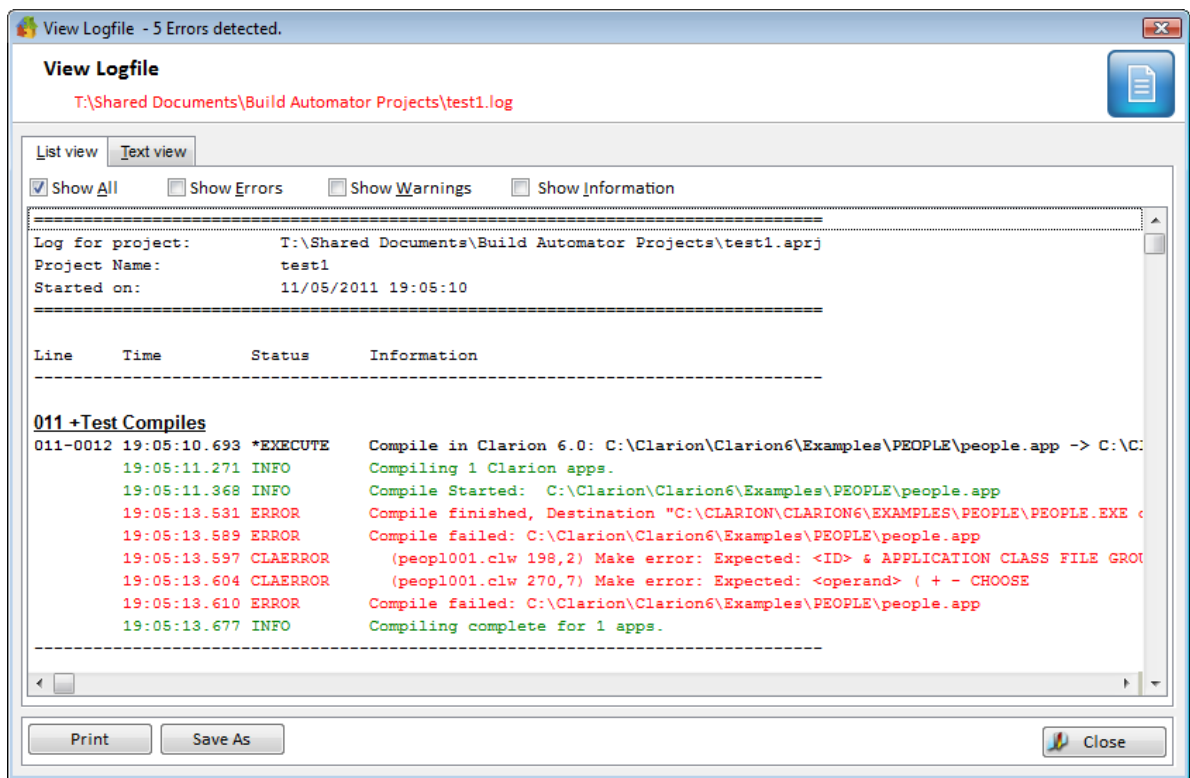 View Logfile - 5 Errors detected.
View Logfile
T:\Shared Documents\Build Automator Projects\test1.log
List view Text view
Show All Show Errors Show Warnings Show Information
================================================================================
Log for project: T:\Shared Documents\Build Automator Projects\test1.aprj
Project Name: test1
Started on: 11/05/2011 19:05:10
================================================================================
Line Time Status Information
--------------------------------------------------------------------------------
011 +Test Compiles
011-0012 19:05:10.693 *EXECUTE Compile in Clarion 6.0: C:\Clarion\Clarion6\Examples\PEOPLE\people.app -> C:\C
19:05:11.271 INFO Compiling 1 Clarion apps.
19:05:11.368 INFO Compile Started: C:\Clarion\Clarion6\Examples\PEOPLE\people.app
19:05:13.531 ERROR Compile finished, Destination "C:\CLARION\CLARION6\EXAMPLES\PEOPLE\PEOPLE.EXE
19:05:13.589 ERROR Compile failed: C:\Clarion\Clarion6\Examples\PEOPLE\people.app
19:05:13.597 CLAERROR (peopl001.clw 198,2) Make error: Expected: <ID> & APPLICATION CLASS FILE GROU
19:05:13.604 CLAERROR (peopl001.clw 270,7) Make error: Expected: <operand> ( + - CHOOSE
19:05:13.610 ERROR Compile failed: C:\Clarion\Clarion6\Examples\PEOPLE\people.app
19:05:13.677 INFO Compiling complete for 1 apps.
--------------------------------------------------------------------------------
Print Save As Close